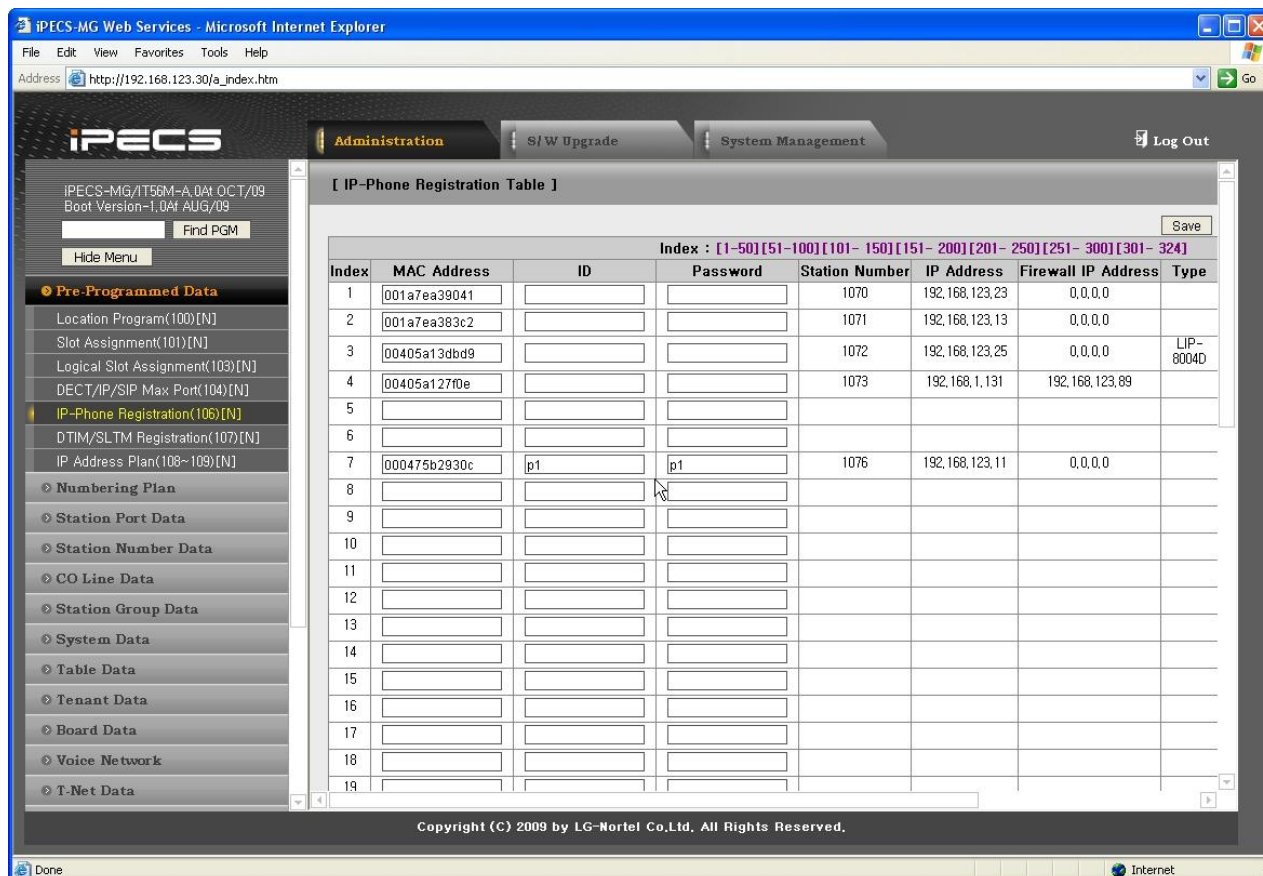 iPECS-MG Web Services - Microsoft Internet Explorer
File Edit View Favorites Tools Help
Address http://192.168.123.30/a_index.htm Go
iPECS
Administration S/W Upgrade System Management Log Out
iPECS-MG/IT56M-A,0At OCT/09
Boot Version-1,0Af AUG/09
Find PGM
Hide Menu
Pre-Programmed Data
Location Program(100)[N]
Slot Assignment(101)[N]
Logical Slot Assignment(103)[N]
DECT/IP/SIP Max Port(104)[N]
IP-Phone Registration(106)[N]
DTIM/SLTM Registration(107)[N]
IP Address Plan(108~109)[N]
Numbering Plan
Station Port Data
Station Number Data
CO Line Data
Station Group Data
System Data
Table Data
Tenant Data
Board Data
Voice Network
T-Net Data
[ IP-Phone Registration Table ]
Save
Index : [1-50][51-100][101- 150][151- 200][201- 250][251- 300][301- 324]
Index MAC Address ID Password Station Number IP Address Firewall IP Address Type
1 001a7ea39041 1070 192,168,123,23 0,0,0,0
2 001a7ea383c2 1071 192,168,123,13 0,0,0,0
3 00405a13dbd9 1072 192,168,123,25 0,0,0,0 LIP-
8004D
4 00405a127f0e 1073 192,168,1,131 192,168,123,89
5
6
7 000475b2930c p1 p1 1076 192,168,123,11 0,0,0,0
8
9
10
11
12
13
14
15
16
17
18
19
Copyright (C) 2009 by LG-Nortel Co,Ltd, All Rights Reserved,
Done Internet